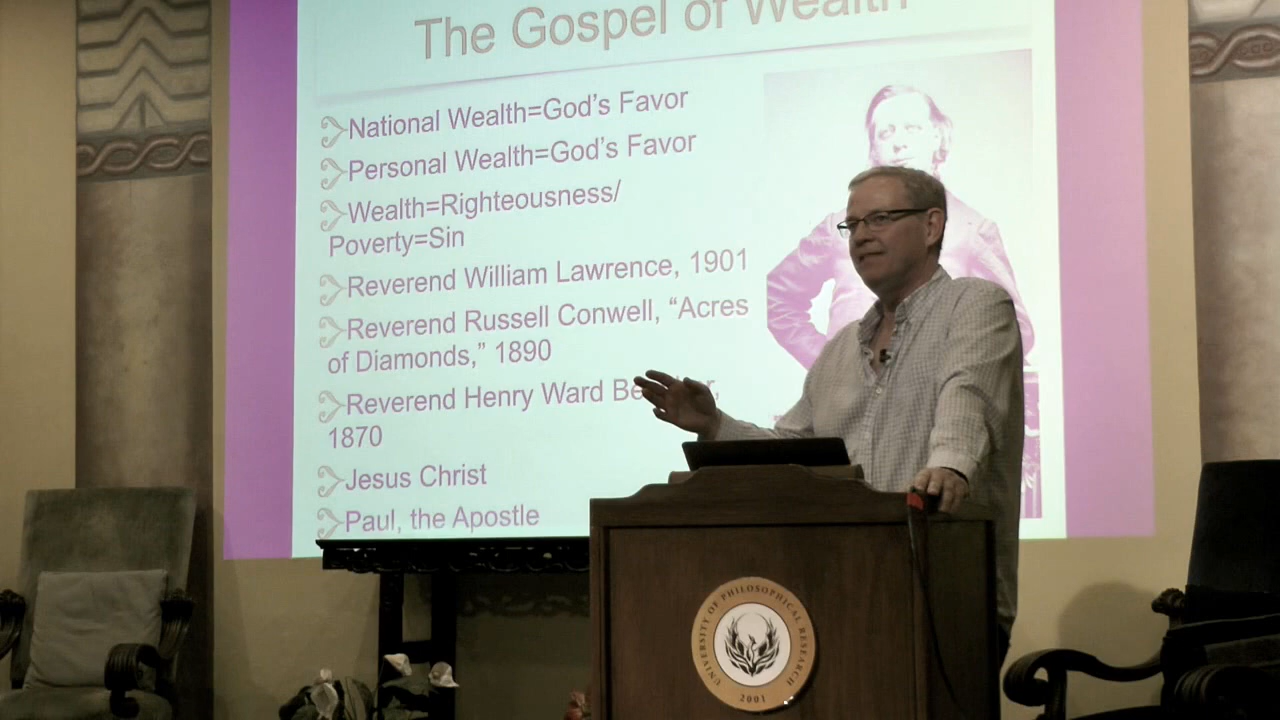 The Gospel of Wealth
National Wealth=God's Favor
Personal Wealth=God's Favor
Wealth=Righteousness/
Poverty=Sin
Reverend William Lawrence, 1901
Reverend Russell Conwell, "Acres
of Diamonds," 1890
Reverend Henry Ward
1870
Jesus Christ
Paul, the Apostle
UNIVERSITY OF PHILOSOPHICAL RESEARCH
2001